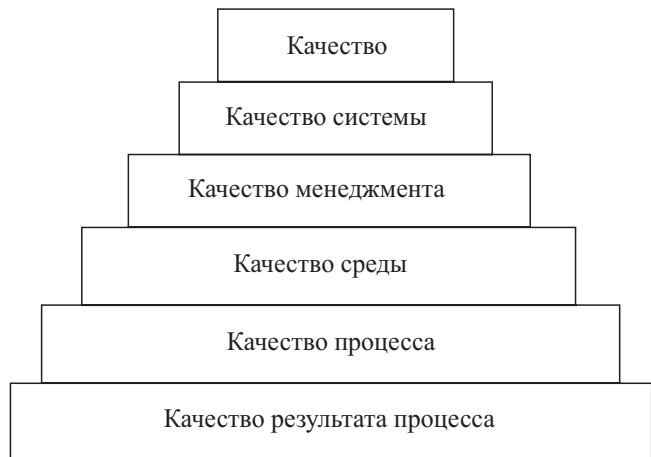 Качество
Качество системы
Качество менеджмента
Качество среды
Качество процесса
Качество результата процесса